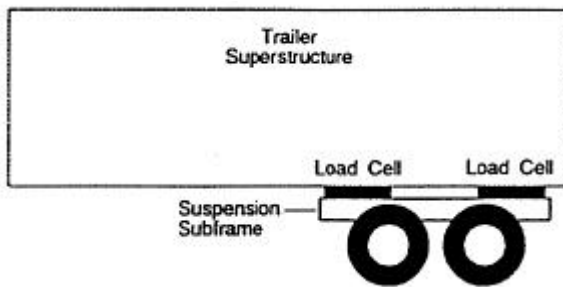 Trailer
Superstructure
Load Cell
Load Cell
Suspension
Subframe